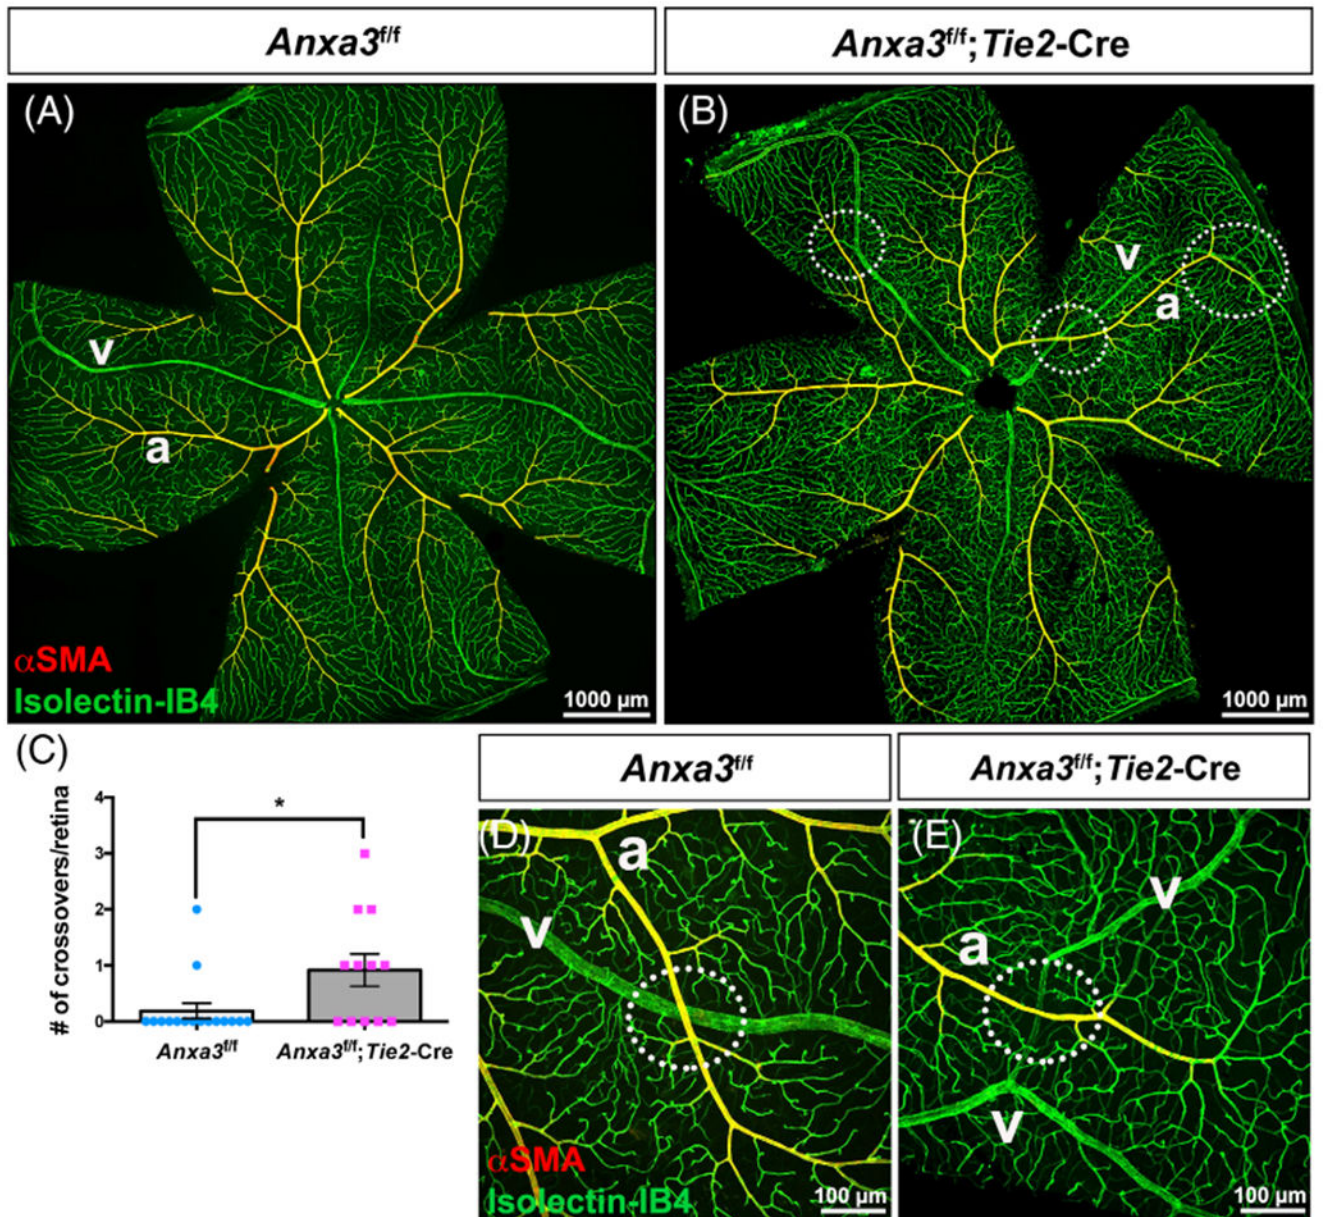 Anxa3f/f
Anxa3f/f;Tie2-Cre
(A)
(B)
v
a
v
a
αSMA
Isolectin-IB4
1000 µm
1000 µm
(C)
# of crossovers/retina
4
3
2
1
0
*
Anxa3f/f
Anxa3f/f;Tie2-Cre
Anxa3f/f
Anxa3f/f;Tie2-Cre
(D)
a
v
αSMA
Isolectin-IB4
100 µm
(E)
v
a
v
100 µm